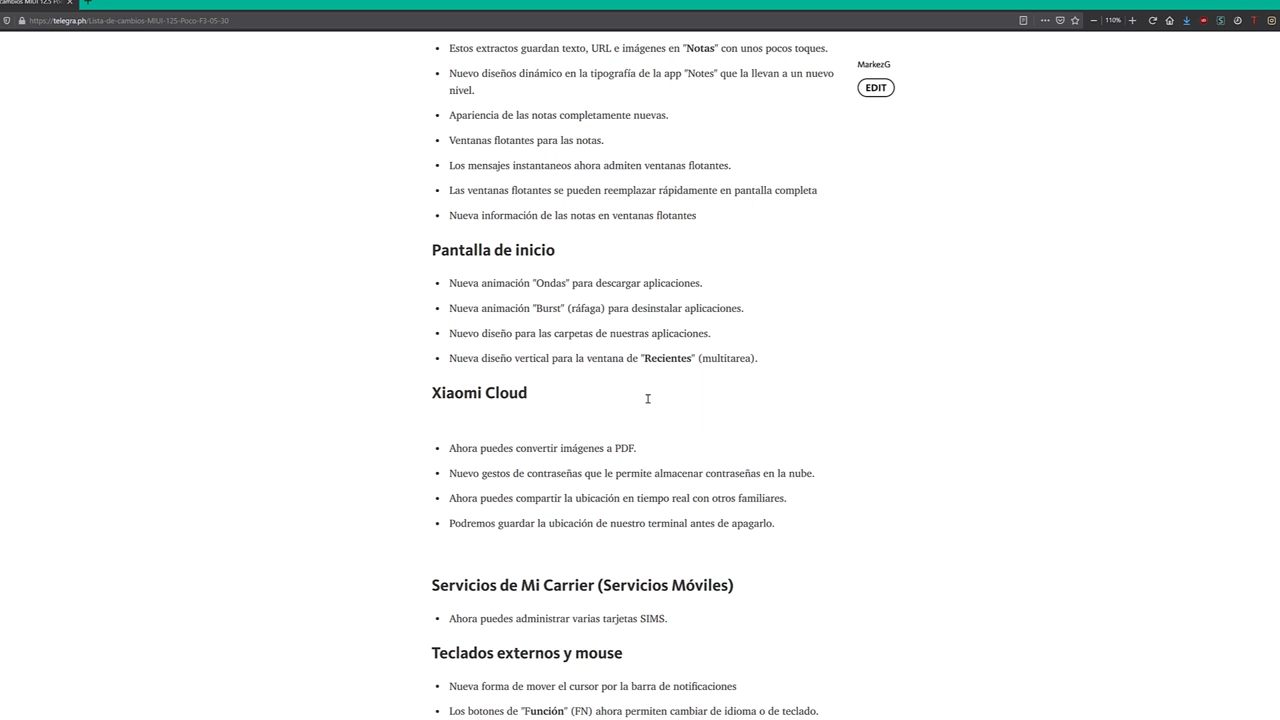 cambios MIUI 12.5 Po
https://telegra.ph/Lista-de-cambios-MIUI-125-Poco-F3-05-30
110%
Estos extractos guardan texto, URL e imágenes en "Notas" con unos pocos toques.
MarkezG
EDIT
Nuevo diseños dinámico en la tipografía de la app "Notes" que la llevan a un nuevo
nivel.
Apariencia de las notas completamente nuevas.
Ventanas flotantes para las notas.
Los mensajes instantaneos ahora admiten ventanas flotantes.
Las ventanas flotantes se pueden reemplazar rápidamente en pantalla completa
Nueva información de las notas en ventanas flotantes
Pantalla de inicio
Nueva animación "Ondas" para descargar aplicaciones.
Nueva animación "Burst" (ráfaga) para desinstalar aplicaciones.
Nuevo diseño para las carpetas de nuestras aplicaciones.
Nueva diseño vertical para la ventana de "Recientes" (multitarea).
Xiaomi Cloud
Ahora puedes convertir imágenes a PDF.
Nuevo gestos de contraseñas que le permite almacenar contraseñas en la nube.
Ahora puedes compartir la ubicación en tiempo real con otros familiares.
Podremos guardar la ubicación de nuestro terminal antes de apagarlo.
Servicios de Mi Carrier (Servicios Móviles)
Ahora puedes administrar varias tarjetas SIMS.
Teclados externos y mouse
Nueva forma de mover el cursor por la barra de notificaciones
Los botones de "Función" (FN) ahora permiten cambiar de idioma o de teclado.